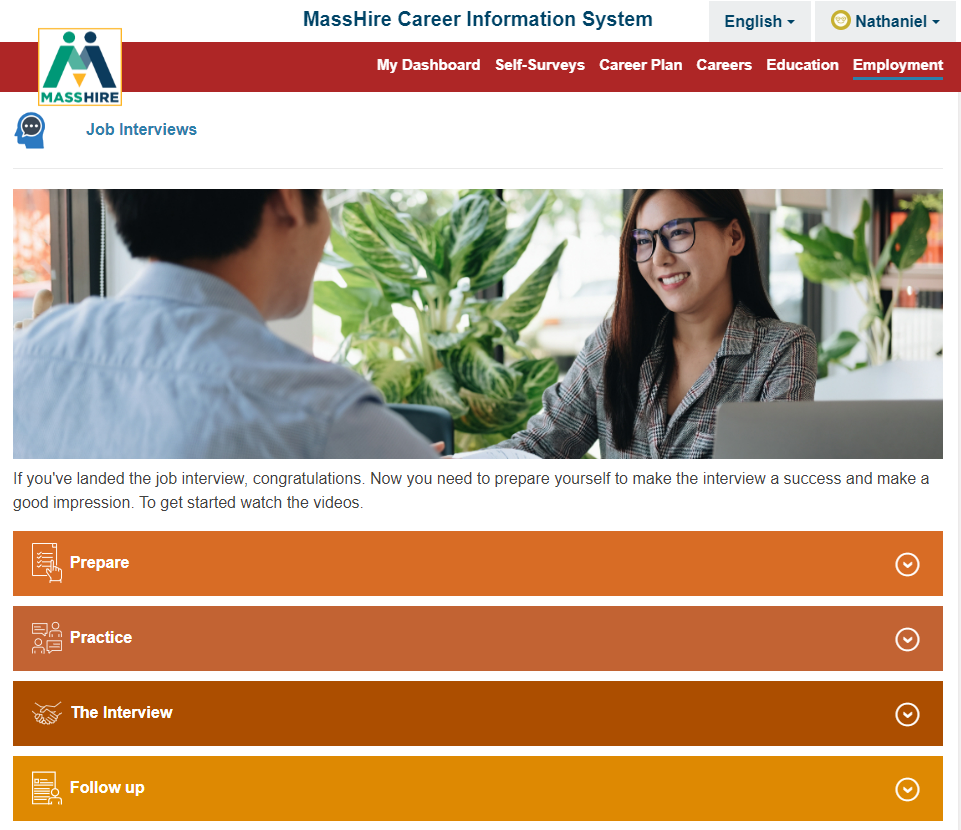 MassHire Career Information System
English
Nathaniel
MASSHIRE
My Dashboard Self-Surveys Career Plan Careers Education Employment
Job Interviews
If you've landed the job interview, congratulations. Now you need to prepare yourself to make the interview a success and make a
good impression. To get started watch the videos.
Prepare
Practice
The Interview
Follow up